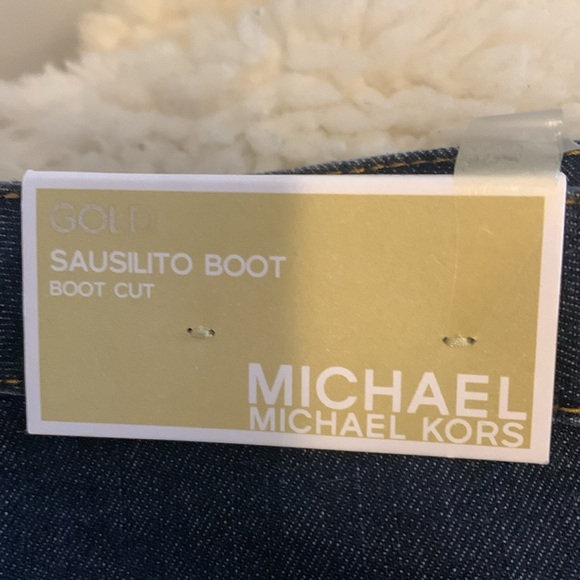 GOLD
SAUSILITO BOOT
BOOT CUT
MICHAEL
MICHAEL KORS